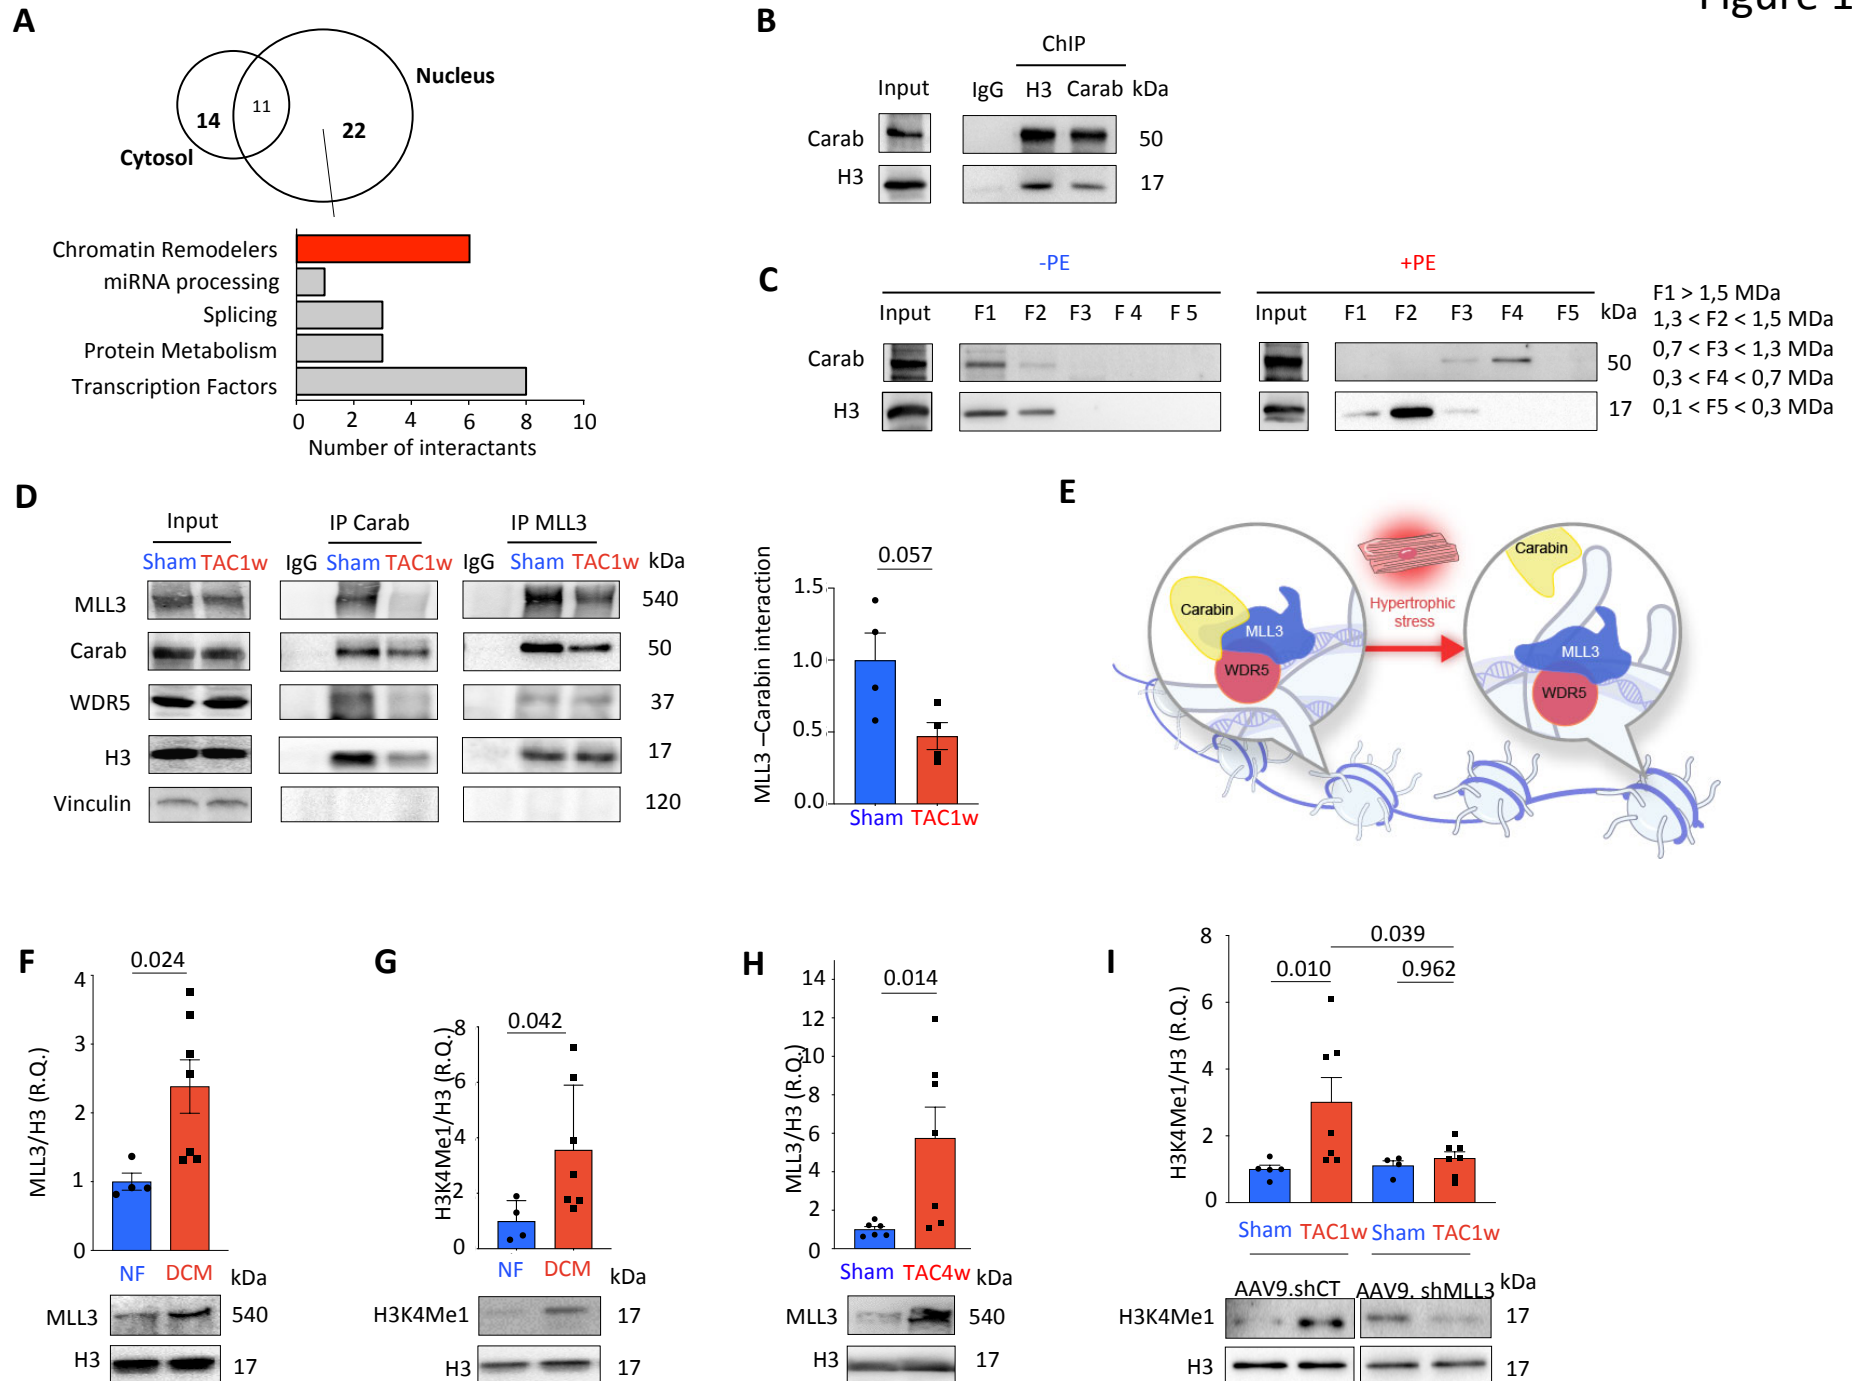 Figure 1
A
Nucleus
14
11
22
Cytosol
Chromatin Remodelers
miRNA processing
Splicing
Protein Metabolism
Transcription Factors
0 2 4 6 8 10
Number of interactants
B
ChIP
Input IgG H3 Carab kDa
Carab 50
H3 17
C
-PE +PE
Input F1 F2 F3 F 4 F 5 Input F1 F2 F3 F4 F5 kDa
Carab 50
H3 17
F1 > 1,5 MDa
1,3 < F2 < 1,5 MDa
0,7 < F3 < 1,3 MDa
0,3 < F4 < 0,7 MDa
0,1 < F5 < 0,3 MDa
D
Input IP Carab IP MLL3
Sham TAC1w IgG Sham TAC1w IgG Sham TAC1w kDa
MLL3 540
Carab 50
WDR5 37
H3 17
Vinculin 120
MLL3 –Carabin interaction
0.057
1.5
1.0
0.5
0.0
Sham TAC1w
E
Carabin
MLL3
WDR5
Hypertrophic
stress
Carabin
MLL3
WDR5
F
0.024
MLL3/H3 (R.Q.)
4
3
2
1
0
NF DCM kDa
MLL3 540
H3 17
G
0.042
H3K4Me1/H3 (R.Q.)
8
6
4
2
0
NF DCM kDa
H3K4Me1 17
H3 17
H
0.014
MLL3/H3 (R.Q.)
14
12
10
8
6
4
2
0
Sham TAC4w kDa
MLL3 540
H3 17
I
0.039
0.010 0.962
H3K4Me1/H3 (R.Q.)
8
6
4
2
0
Sham TAC1w Sham TAC1w
AAV9.shCT AAV9. shMLL3 kDa
H3K4Me1 17
H3 17